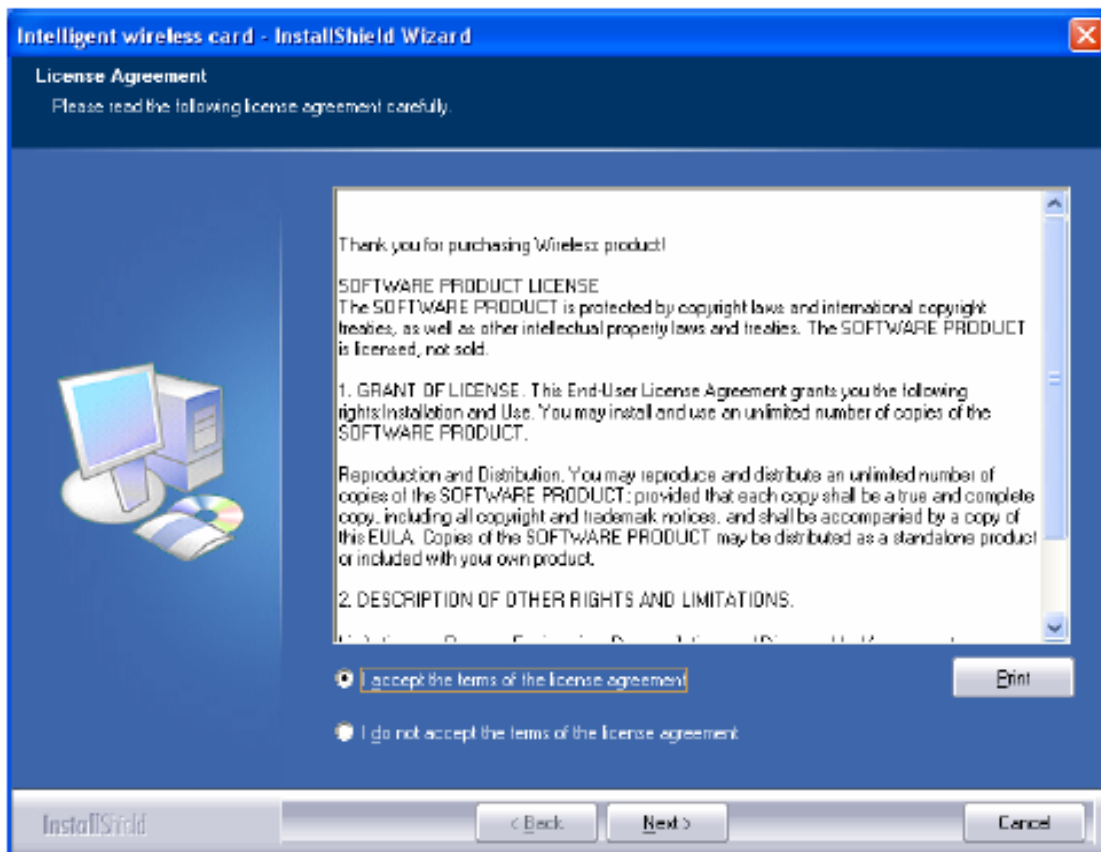 Intelligent wireless card - InstallShield Wizard
License Agreement
Please read the following license agreement carefully.
Thank you for purchasing Wireless product!
SOFTWARE PRODUCT LICENSE
The SOFTWARE PRODUCT is protected by copyright laws and international copyright
treaties, as well as other intellectual property laws and treaties. The SOFTWARE PRODUCT
is licensed, not sold.
1. GRANT OF LICENSE. This End-User License Agreement grants you the following
rights:Installation and Use. You may install and use an unlimited number of copies of the
SOFTWARE PRODUCT.
Reproduction and Distribution. You may reproduce and distribute an unlimited number of
copies of the SOFTWARE PRODUCT; provided that each copy shall be a true and complete
copy, including all copyright and trademark notices, and shall be accompanied by a copy of
this EULA. Copies of the SOFTWARE PRODUCT may be distributed as a standalone product
or included with your own product.
2. DESCRIPTION OF OTHER RIGHTS AND LIMITATIONS.
I accept the terms of the license agreement
Print
I do not accept the terms of the license agreement
InstallShield
< Back
Next >
Cancel